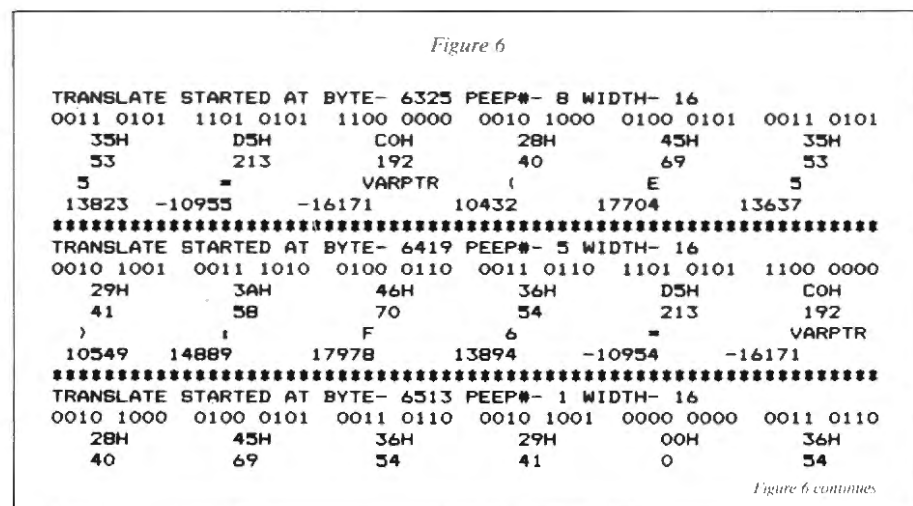 Figure 6
TRANSLATE STARTED AT BYTE- 6325 PEEP#- 8 WIDTH- 16
0011 0101 1101 0101 1100 0000 0010 1000 0100 0101 0011 0101
35H D5H COH 28H 45H 35H
53 213 192 40 69 53
5 = VARPTR ( E 5
13823 -10955 -16171 10432 17704 13637
****************************************************************
TRANSLATE STARTED AT BYTE- 6419 PEEP#- 5 WIDTH- 16
0010 1001 0011 1010 0100 0110 0011 0110 1101 0101 1100 0000
29H 3AH 46H 36H D5H COH
41 58 70 54 213 192
) : F 6 = VARPTR
10549 14889 17978 13894 -10954 -16171
****************************************************************
TRANSLATE STARTED AT BYTE- 6513 PEEP#- 1 WIDTH- 16
0010 1000 0100 0101 0011 0110 0010 1001 0000 0000 0011 0110
28H 45H 36H 29H 00H 36H
40 69 54 41 0 54
Figure 6 continues